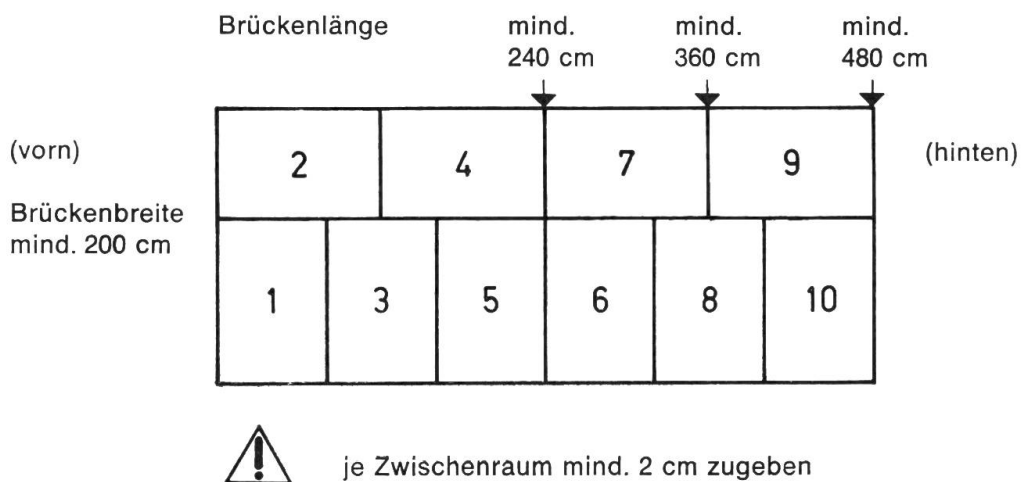 Brückenlänge mind. mind. mind.
240 cm 360 cm 480 cm
(vorn) 2 4 7 9 (hinten)
Brückenbreite
mind. 200 cm
1 3 5 6 8 10
! je Zwischenraum mind. 2 cm zugeben